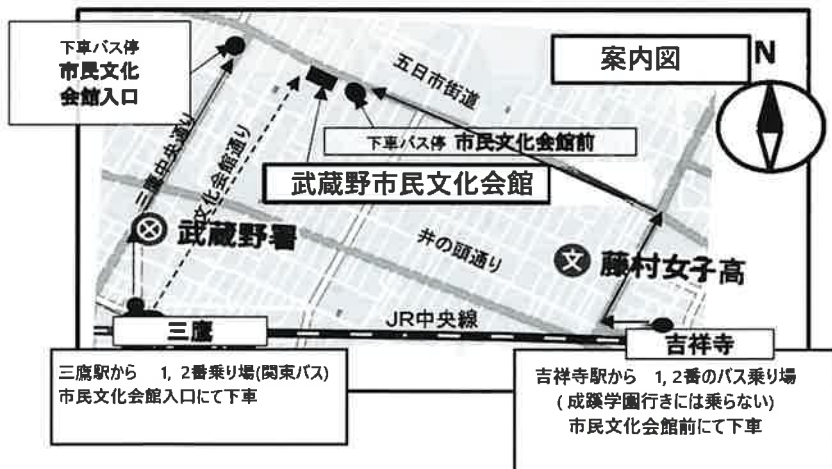 下車バス停
市民文化
会館入口
案内図
N
五日市街道
下車バス停 市民文化会館前
武蔵野市民文化会館
三鷹中央通り
文化会館通り
武蔵野署
井の頭通り
文 藤村女子高
JR中央線
三鷹
吉祥寺
三鷹駅から 1, 2番乗り場(関東バス)
市民文化会館入口にて下車
吉祥寺駅から 1, 2番のバス乗り場
( 成蹊学園行きには乗らない)
市民文化会館前にて下車